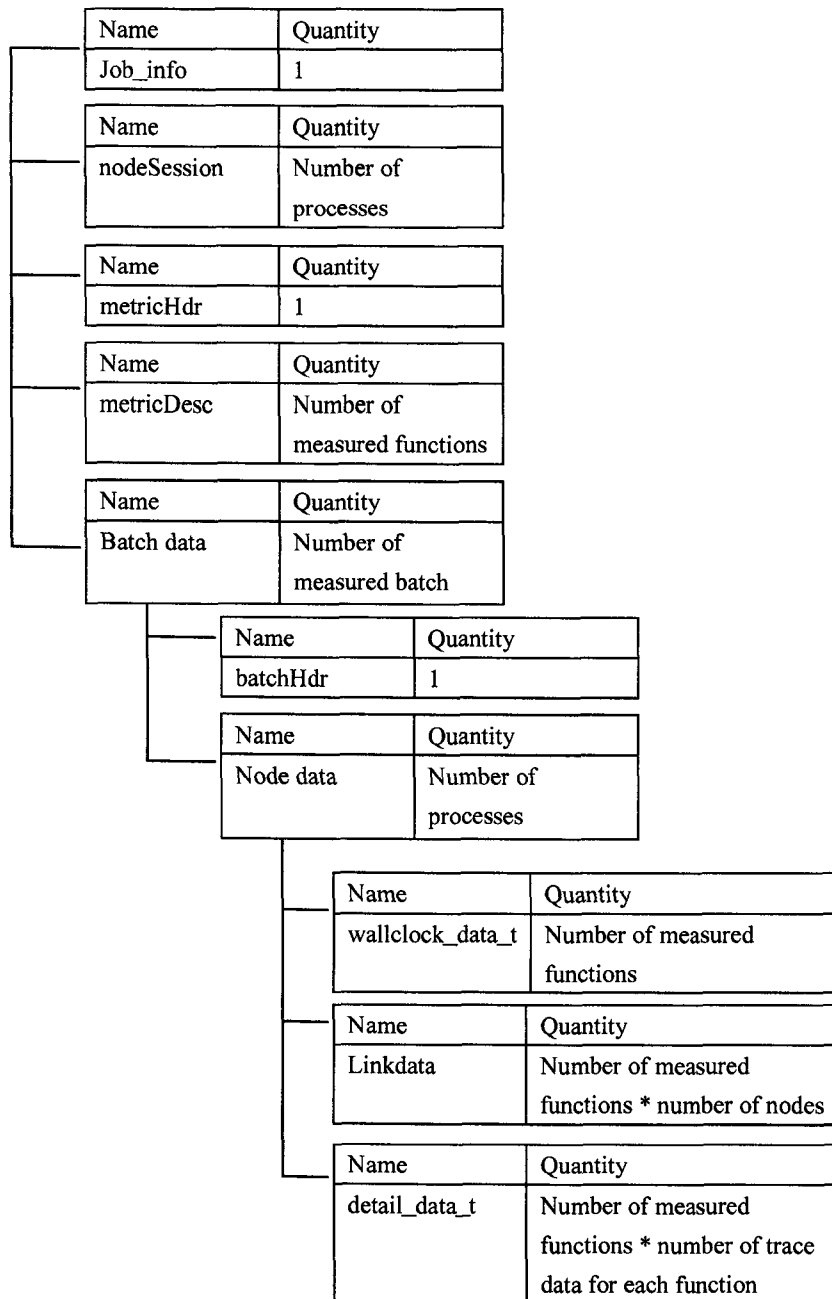 Name Quantity
Job_info 1
Name Quantity
nodeSession Number of
processes
Name Quantity
metricHdr 1
Name Quantity
metricDesc Number of
measured functions
Name Quantity
Batch data Number of
measured batch
Name Quantity
batchHdr 1
Name Quantity
Node data Number of
processes
Name Quantity
wallclock_data_t Number of measured
functions
Name Quantity
Linkdata Number of measured
functions * number of nodes
Name Quantity
detail_data_t Number of measured
functions * number of trace
data for each function